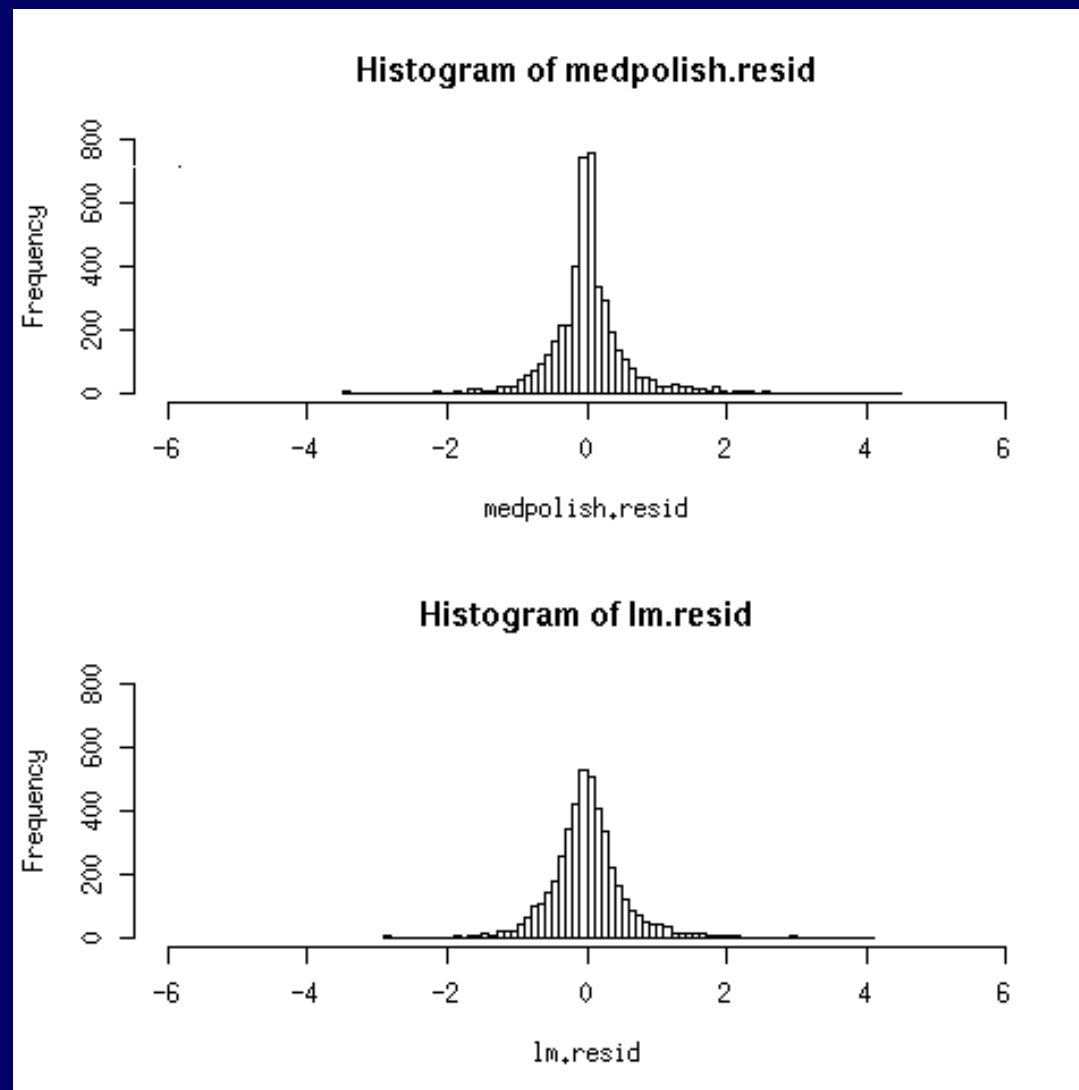 Histogram of medpolish.resid
800
600
400
200
0
Frequency
-6 -4 -2 0 2 4 6
medpolish.resid
Histogram of lm.resid
800
600
400
200
0
Frequency
-6 -4 -2 0 2 4 6
lm.resid